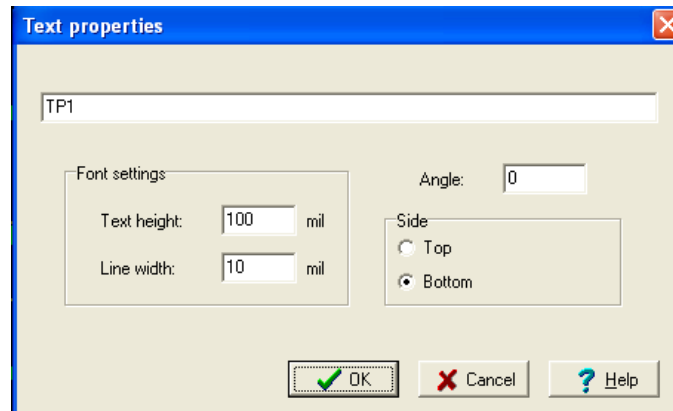 Text properties
TP1
Font settings
Text height: 100 mil
Line width: 10 mil
Angle: 0
Side
Top
Bottom
OK Cancel Help